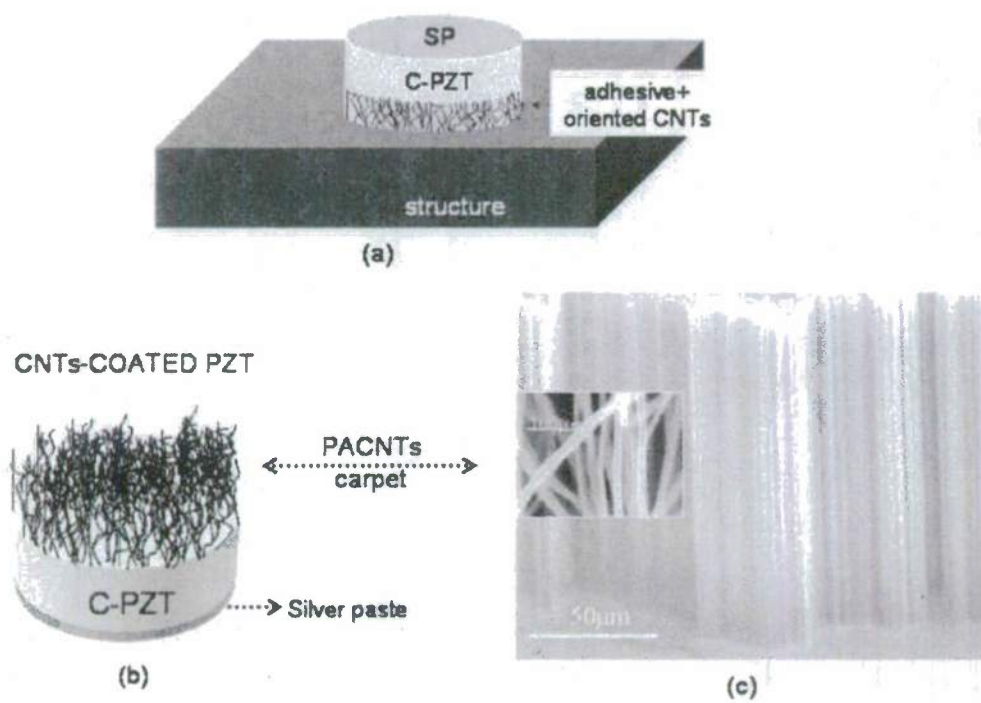 SP
C-PZT
adhesive+
oriented CNTs
structure
(a)
CNTs-COATED PZT
PACNTs
carpet
C-PZT
Silver paste
(b)
50μm
(c)